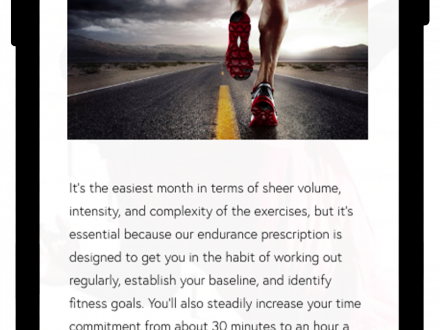 It's the easiest month in terms of sheer volume,
intensity, and complexity of the exercises, but it's
essential because our endurance prescription is
designed to get you in the habit of working out
regularly, establish your baseline, and identify
fitness goals. You'll also steadily increase your time
commitment from about 30 minutes to an hour a